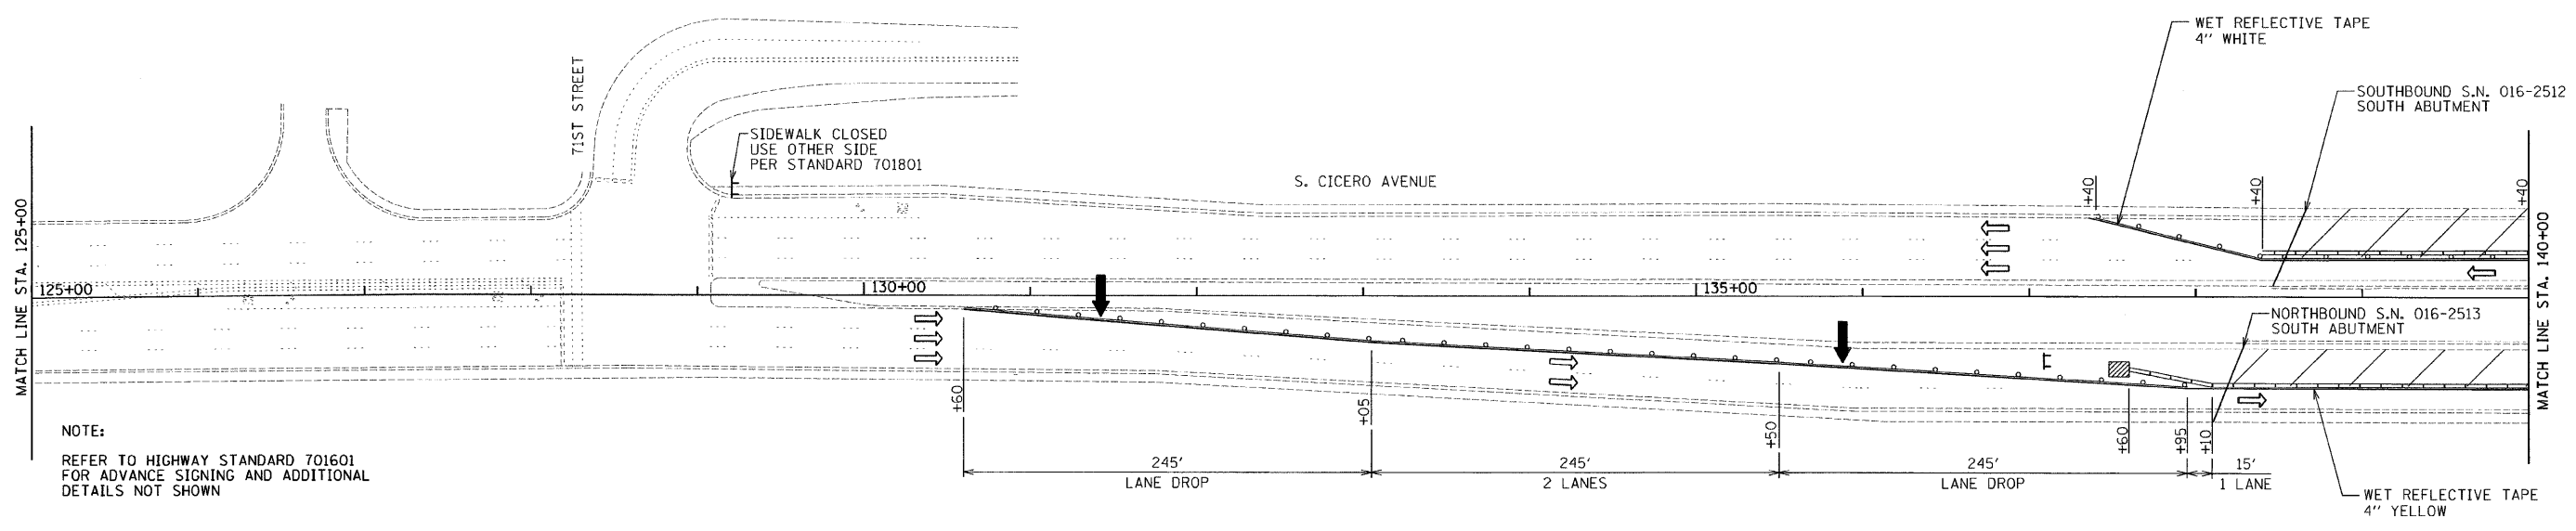 WET REFLECTIVE TAPE
4" WHITE
SOUTHBOUND S.N. 016-2512
SOUTH ABUTMENT
71ST STREET
SIDEWALK CLOSED
USE OTHER SIDE
PER STANDARD 701801
S. CICERO AVENUE
+40
+40
+40
MATCH LINE STA. 125+00
125+00
130+00
135+00
MATCH LINE STA. 140+00
NORTHBOUND S.N. 016-2513
SOUTH ABUTMENT
+60
+05
+50
+60
+95
+10
NOTE:
REFER TO HIGHWAY STANDARD 701601
FOR ADVANCE SIGNING AND ADDITIONAL
DETAILS NOT SHOWN
245'
LANE DROP
245'
2 LANES
245'
LANE DROP
15'
1 LANE
WET REFLECTIVE TAPE
4" YELLOW